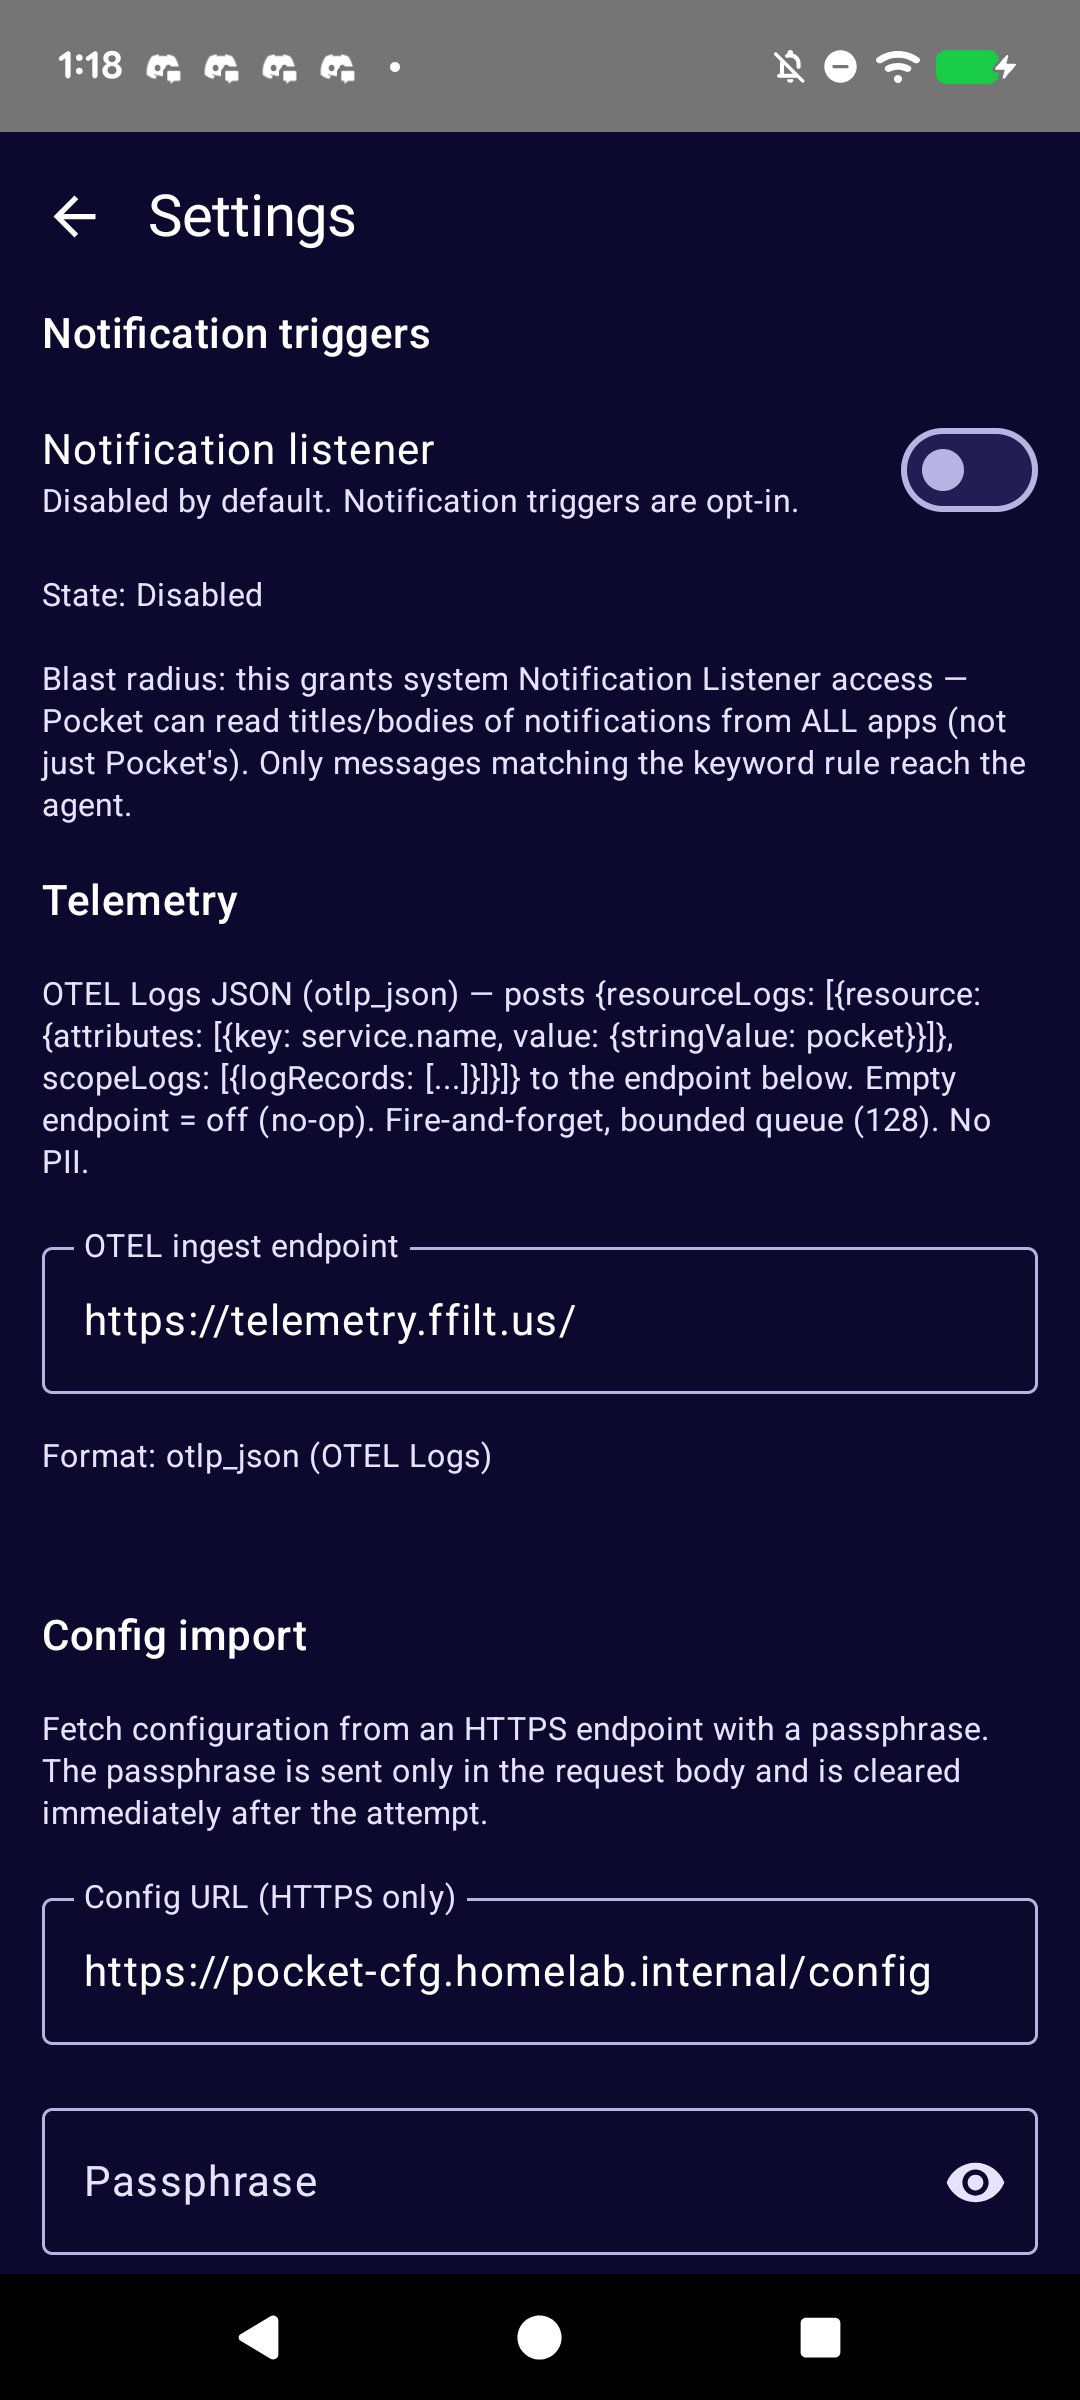 1:18
Settings
Notification triggers
Notification listener
Disabled by default. Notification triggers are opt-in.
State: Disabled
Blast radius: this grants system Notification Listener access —
Pocket can read titles/bodies of notifications from ALL apps (not
just Pocket's). Only messages matching the keyword rule reach the
agent.
Telemetry
OTEL Logs JSON (otlp_json) — posts {resourceLogs: [{resource:
{attributes: [{key: service.name, value: {stringValue: pocket}}]},
scopeLogs: [{logRecords: [...]}]}]} to the endpoint below. Empty
endpoint = off (no-op). Fire-and-forget, bounded queue (128). No
PII.
OTEL ingest endpoint
https://telemetry.ffilt.us/
Format: otlp_json (OTEL Logs)
Config import
Fetch configuration from an HTTPS endpoint with a passphrase.
The passphrase is sent only in the request body and is cleared
immediately after the attempt.
Config URL (HTTPS only)
https://pocket-cfg.homelab.internal/config
Passphrase